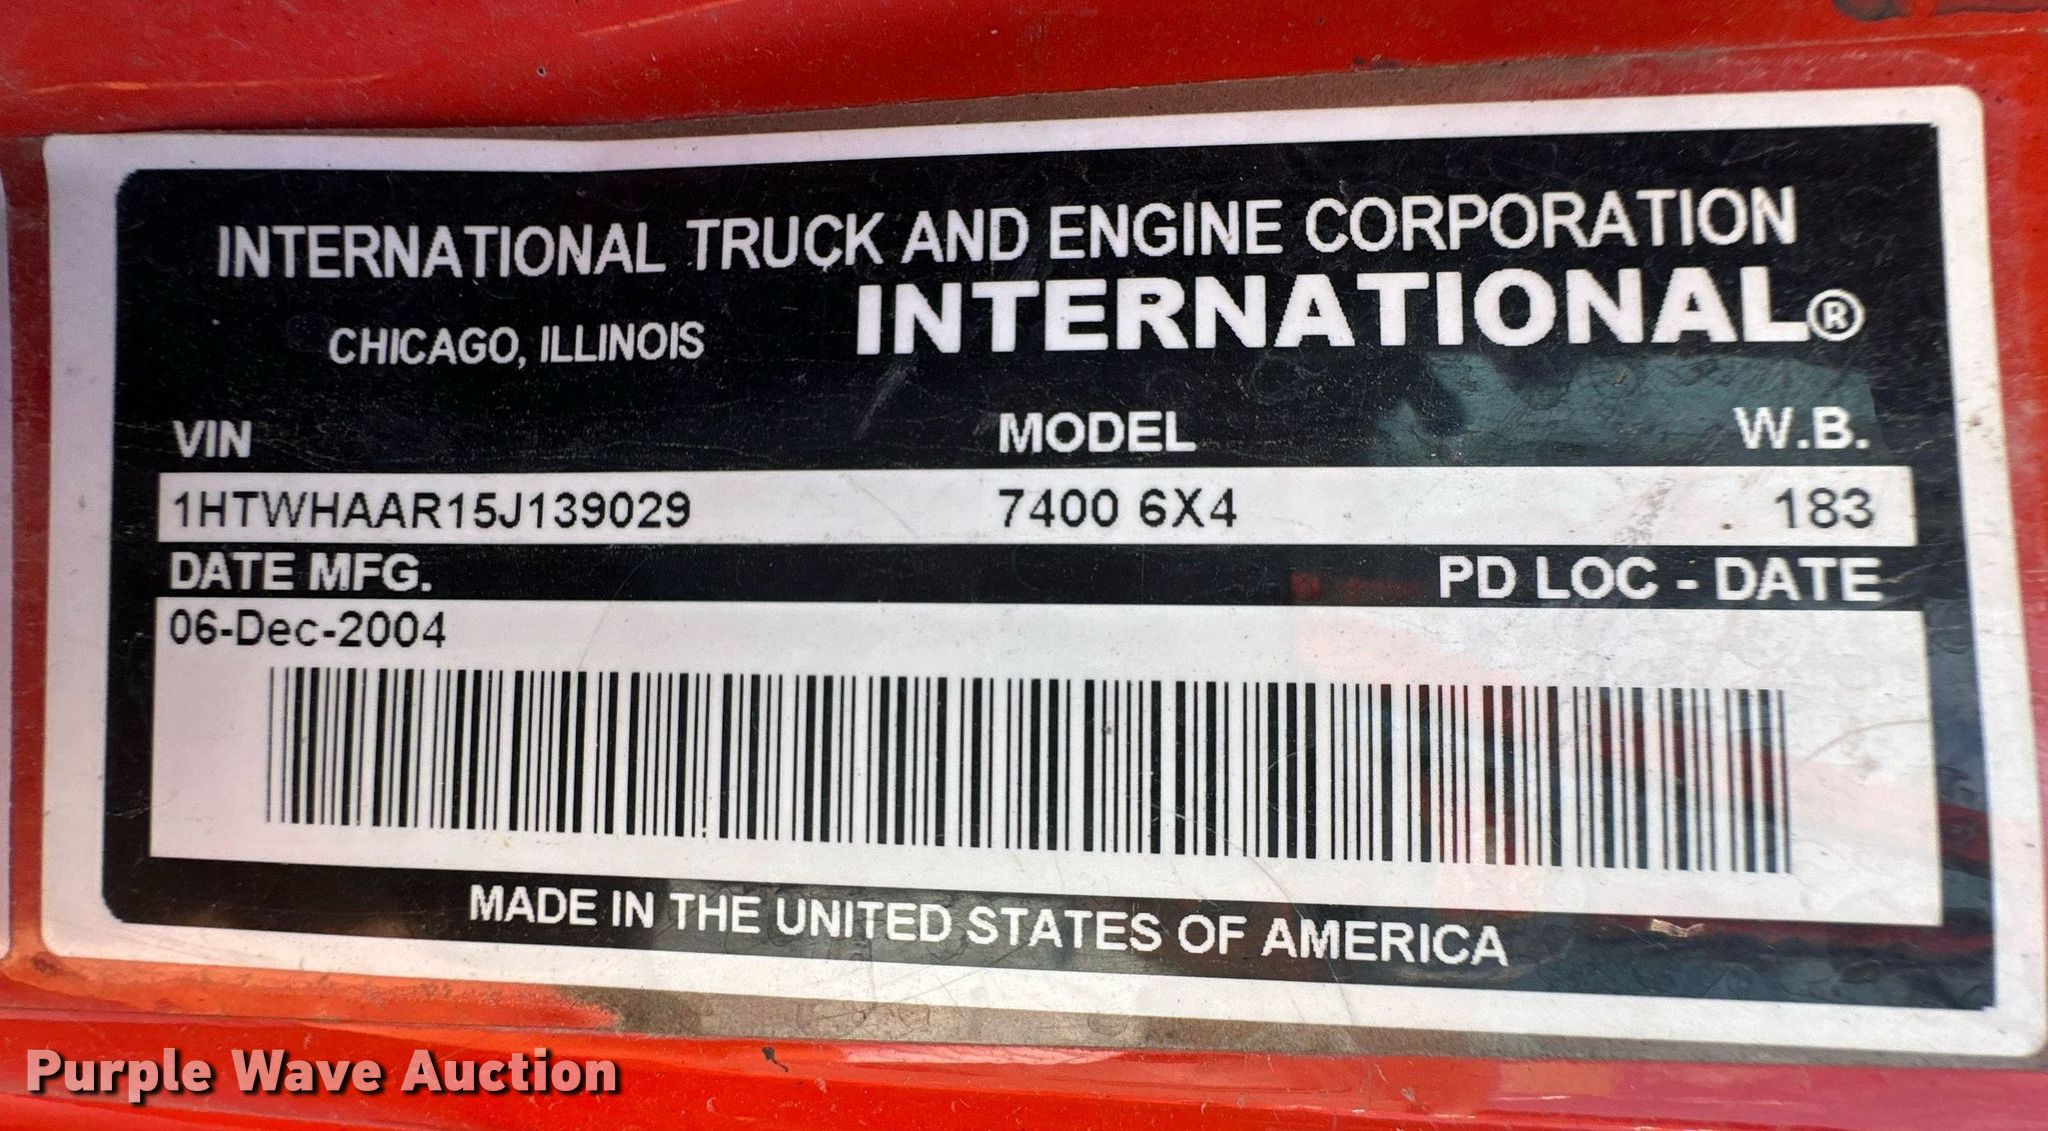 INTERNATIONAL TRUCK AND ENGINE CORPORATION
CHICAGO, ILLINOIS INTERNATIONAL®
VIN MODEL W.B.
1HTWHAAR15J139029 7400 6X4 183
DATE MFG. PD LOC - DATE
06-Dec-2004
MADE IN THE UNITED STATES OF AMERICA
Purple Wave Auction